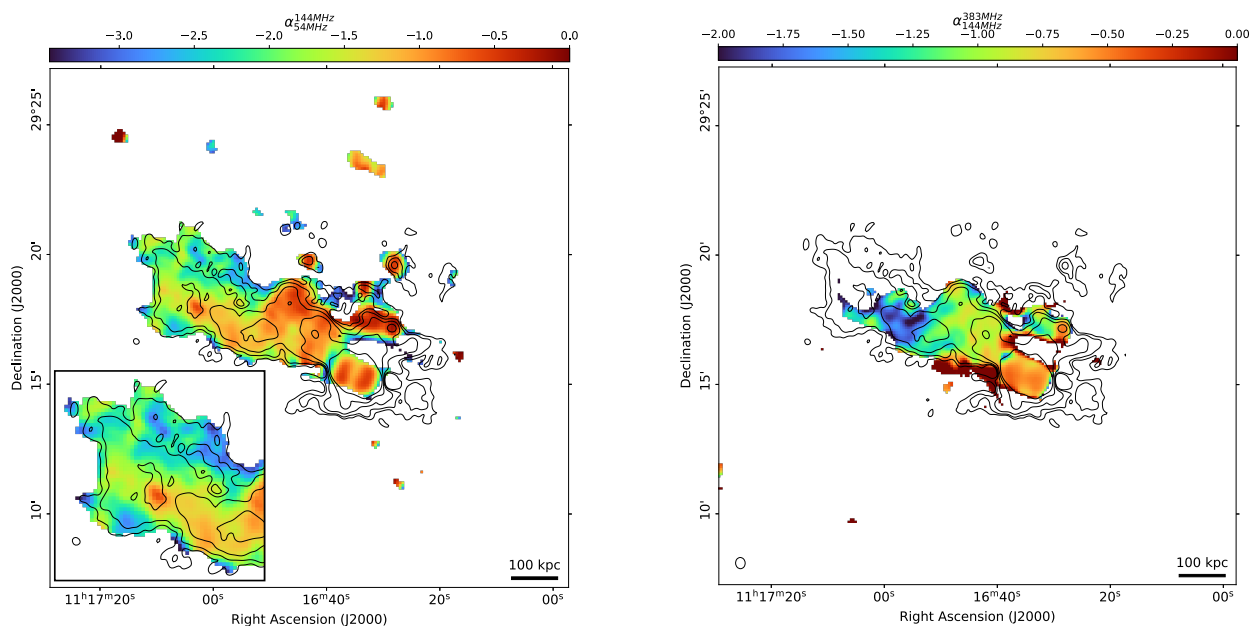 α^{144MHz}_{54MHz}
−3.0 −2.5 −2.0 −1.5 −1.0 −0.5 0.0
29°25'
20'
15'
10'
Declination (J2000)
100 kpc
11ʰ17ᵐ20ˢ 00ˢ 16ᵐ40ˢ 20ˢ 00ˢ
Right Ascension (J2000)
α^{383MHz}_{144MHz}
−2.00 −1.75 −1.50 −1.25 −1.00 −0.75 −0.50 −0.25 0.00
29°25'
20'
15'
10'
Declination (J2000)
100 kpc
11ʰ17ᵐ20ˢ 00ˢ 16ᵐ40ˢ 20ˢ 00ˢ
Right Ascension (J2000)